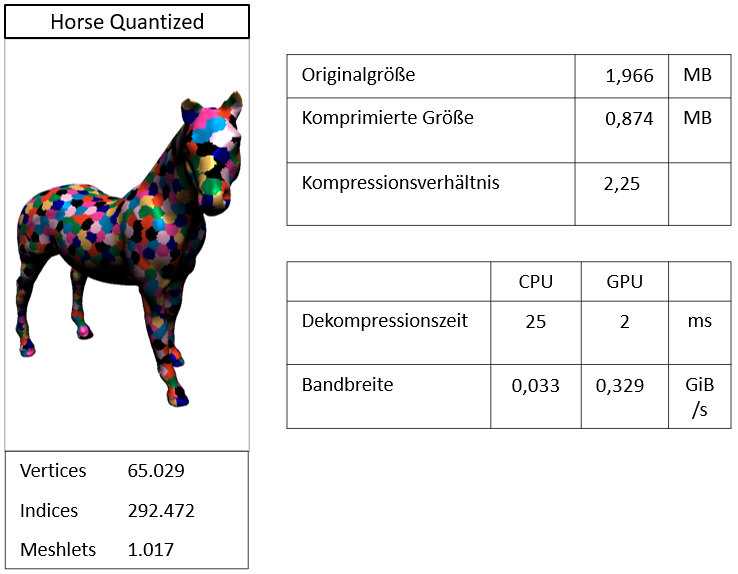 Horse Quantized
Vertices 65.029
Indices 292.472
Meshlets 1.017
Originalgröße 1,966 MB
Komprimierte Größe 0,874 MB
Kompressionsverhältnis 2,25
CPU GPU
Dekompressionszeit 25 2 ms
Bandbreite 0,033 0,329 GiB
/s